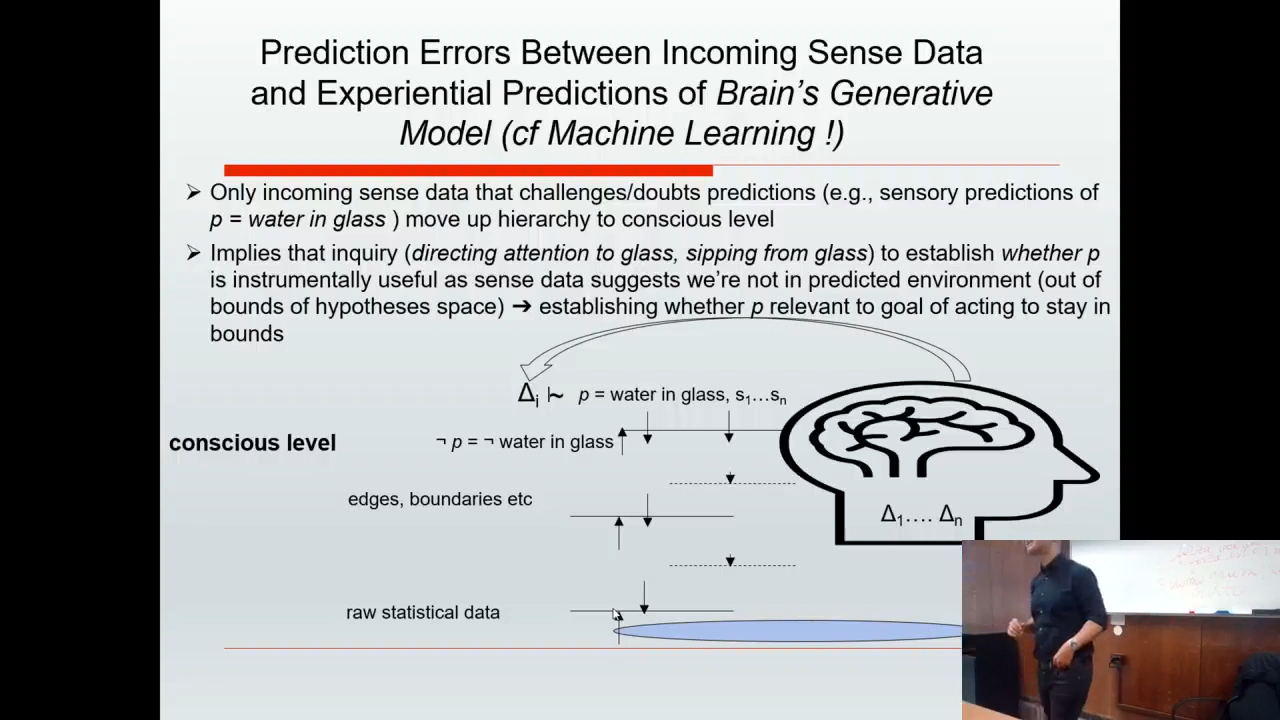 Prediction Errors Between Incoming Sense Data
and Experiential Predictions of Brain’s Generative
Model (cf Machine Learning !)
➢ Only incoming sense data that challenges/doubts predictions (e.g., sensory predictions of
p = water in glass ) move up hierarchy to conscious level
➢ Implies that inquiry (directing attention to glass, sipping from glass) to establish whether p
is instrumentally useful as sense data suggests we’re not in predicted environment (out of
bounds of hypotheses space) ➔ establishing whether p relevant to goal of acting to stay in
bounds
Δi |~ p = water in glass, s1…sn
conscious level
¬ p = ¬ water in glass
edges, boundaries etc
Δ1…. Δn
raw statistical data